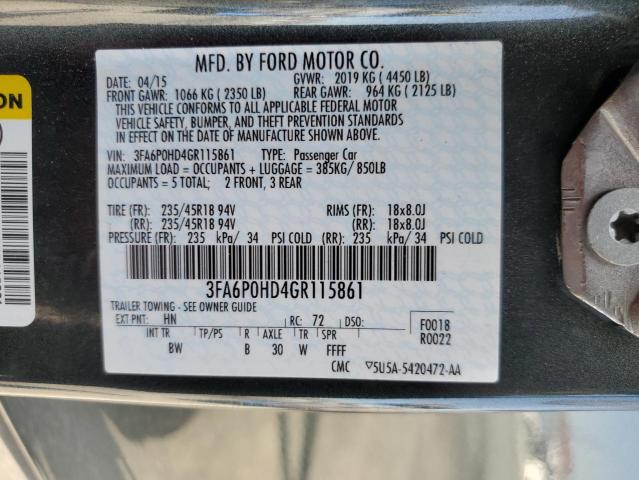 MFD. BY FORD MOTOR CO.
DATE: 04/15 GVWR: 2019 KG ( 4450 LB)
FRONT GAWR: 1066 KG ( 2350 LB) REAR GAWR: 964 KG ( 2125 LB)
THIS VEHICLE CONFORMS TO ALL APPLICABLE FEDERAL MOTOR
VEHICLE SAFETY, BUMPER, AND THEFT PREVENTION STANDARDS
IN EFFECT ON THE DATE OF MANUFACTURE SHOWN ABOVE.
VIN: 3FA6P0HD4GR115861 TYPE: Passenger Car
MAXIMUM LOAD = OCCUPANTS + LUGGAGE = 385KG/ 850LB
OCCUPANTS = 5 TOTAL; 2 FRONT, 3 REAR
TIRE (FR): 235/45R18 94V RIMS (FR): 18x8.0J
(RR): 235/45R18 94V (RR): 18x8.0J
PRESSURE (FR): 235 kPa/ 34 PSI COLD (RR): 235 kPa/ 34 PSI COLD
3FA6P0HD4GR115861
TRAILER TOWING - SEE OWNER GUIDE
EXT PNT: HN RC: 72 DSO: F0018
INT TR TP/PS R AXLE TR SPR R0022
BW B 30 W FFFF
CMC ▽5U5A-5420472-AA
ON